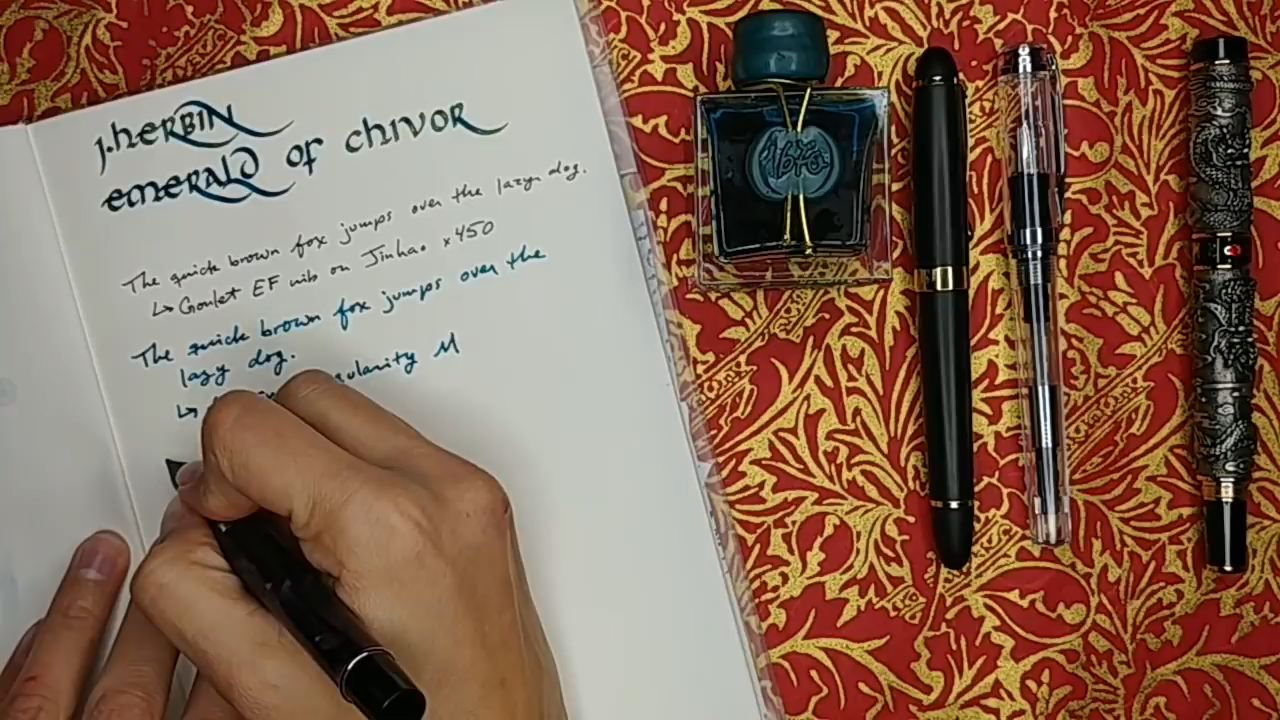 J. HERBIN
EMERALD OF CHIVOR
The quick brown fox jumps over the lazy dog.
↳ Goulet EF nib on Jinhao x450
The quick brown fox jumps over the
lazy dog.
↳ M
1670